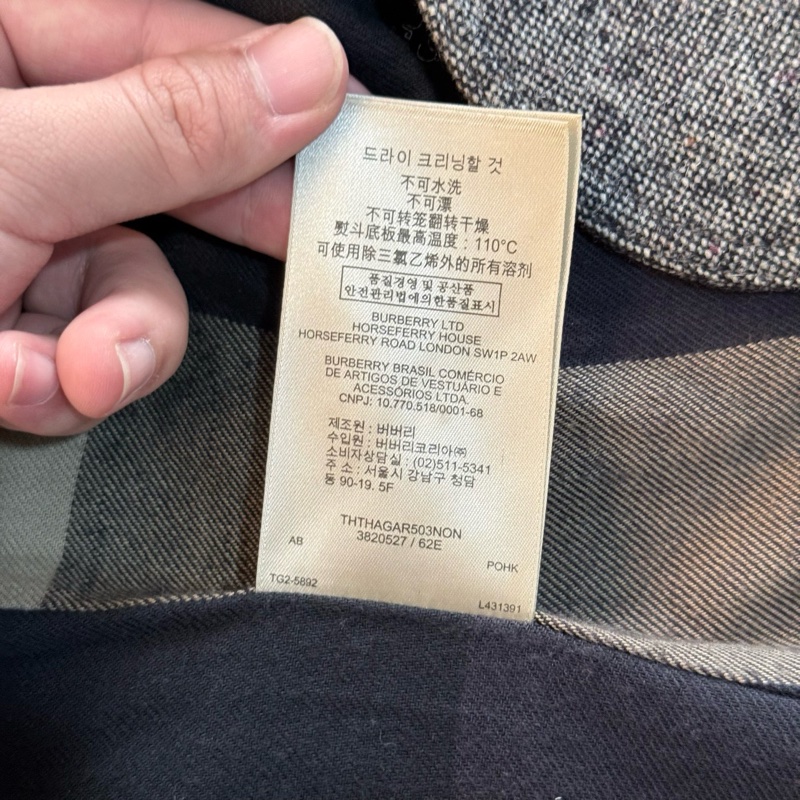 드라이 크리닝할 것
不可水洗
不可漂
不可转笼翻转干燥
熨斗底板最高温度：110°C
可使用除三氯乙烯外的所有溶剂
품질경영 및 공산품
안전관리법에의한품질표시
BURBERRY LTD
HORSEFERRY HOUSE
HORSEFERRY ROAD LONDON SW1P 2AW
BURBERRY BRASIL COMÉRCIO
DE ARTIGOS DE VESTUÁRIO E
ACESSÓRIOS LTDA.
CNPJ: 10.770.518/0001-68
제조원 : 버버리
수입원 : 버버리코리아㈜
소비자상담실 : (02)511-5341
주 소 : 서울시 강남구 청담
동 90-19. 5F
THTHAGAR503NON
3820527 / 62E
AB
POHK
TG2-5892
L431391